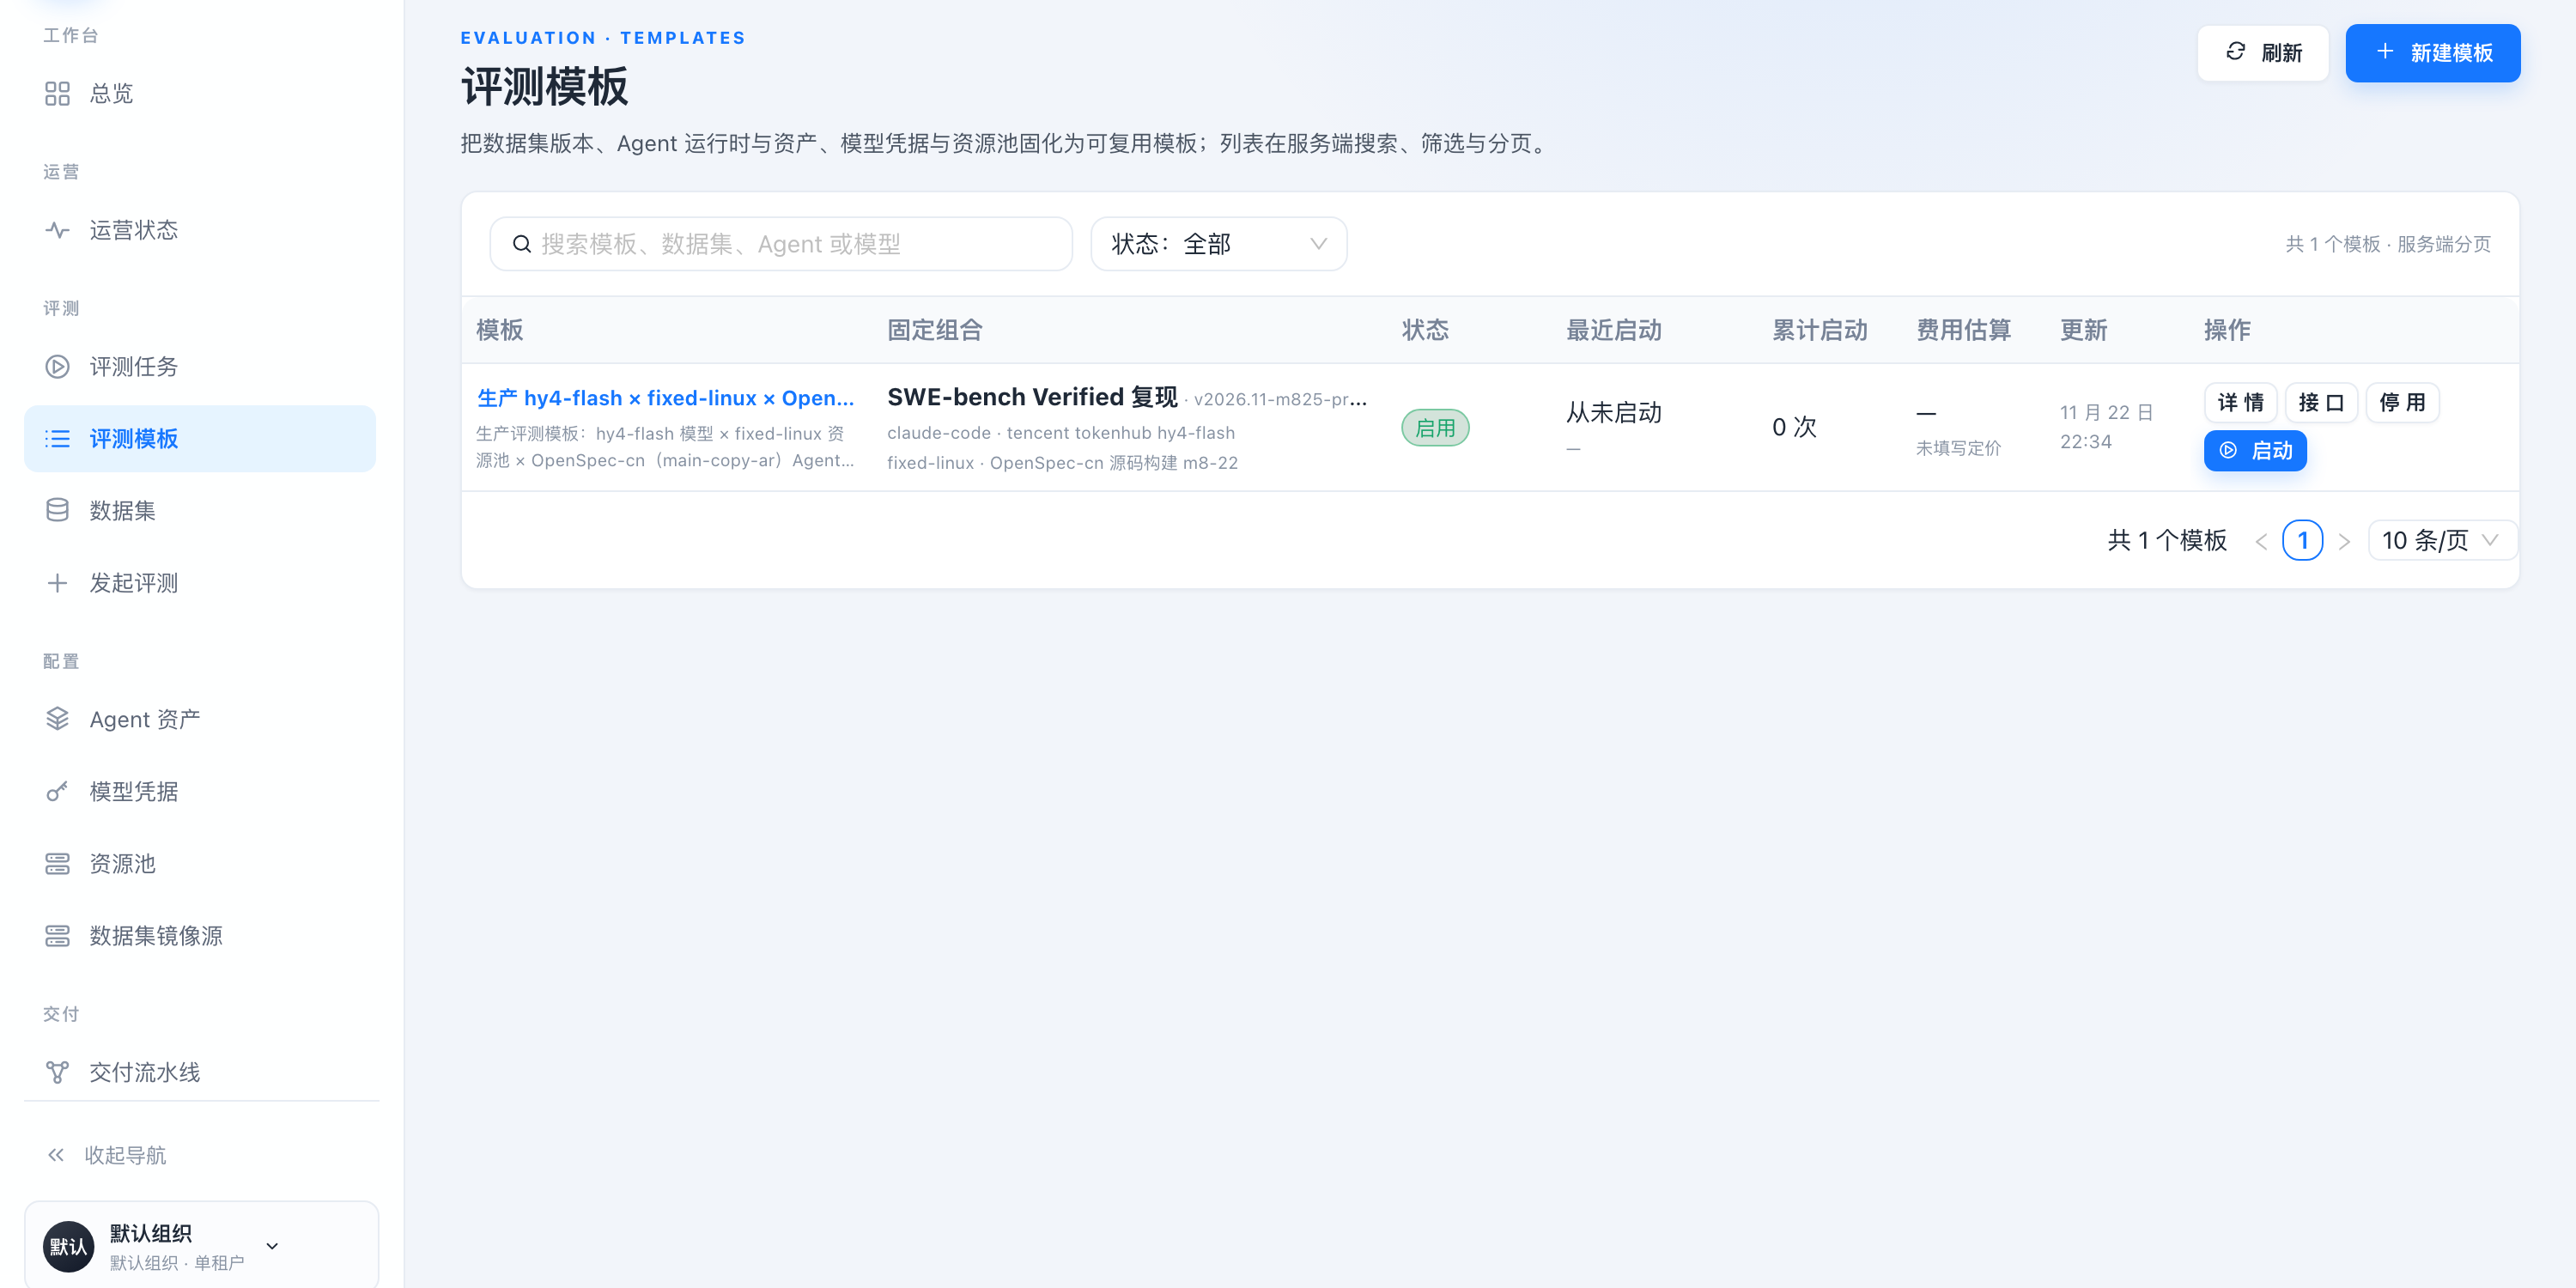 工作台
总览
运营
运营状态
评测
评测任务
评测模板
数据集
发起评测
配置
Agent 资产
模型凭据
资源池
数据集镜像源
交付
交付流水线
收起导航
默认
默认组织
默认组织 · 单租户
EVALUATION · TEMPLATES
评测模板
把数据集版本、Agent 运行时与资产、模型凭据与资源池固化为可复用模板；列表在服务端搜索、筛选与分页。
刷新
新建模板
搜索模板、数据集、Agent 或模型
状态：全部
共 1 个模板 · 服务端分页
模板 固定组合 状态 最近启动 累计启动 费用估算 更新 操作
生产 hy4-flash × fixed-linux × Open...
生产评测模板：hy4-flash 模型 × fixed-linux 资
源池 × OpenSpec-cn（main-copy-ar）Agent...
SWE-bench Verified 复现 · v2026.11-m825-pr...
claude-code · tencent tokenhub hy4-flash
fixed-linux · OpenSpec-cn 源码构建 m8-22
启用
从未启动
—
0 次
—
未填写定价
11 月 22 日
22:34
详情 接口 停用
启动
共 1 个模板 < 1 > 10 条/页